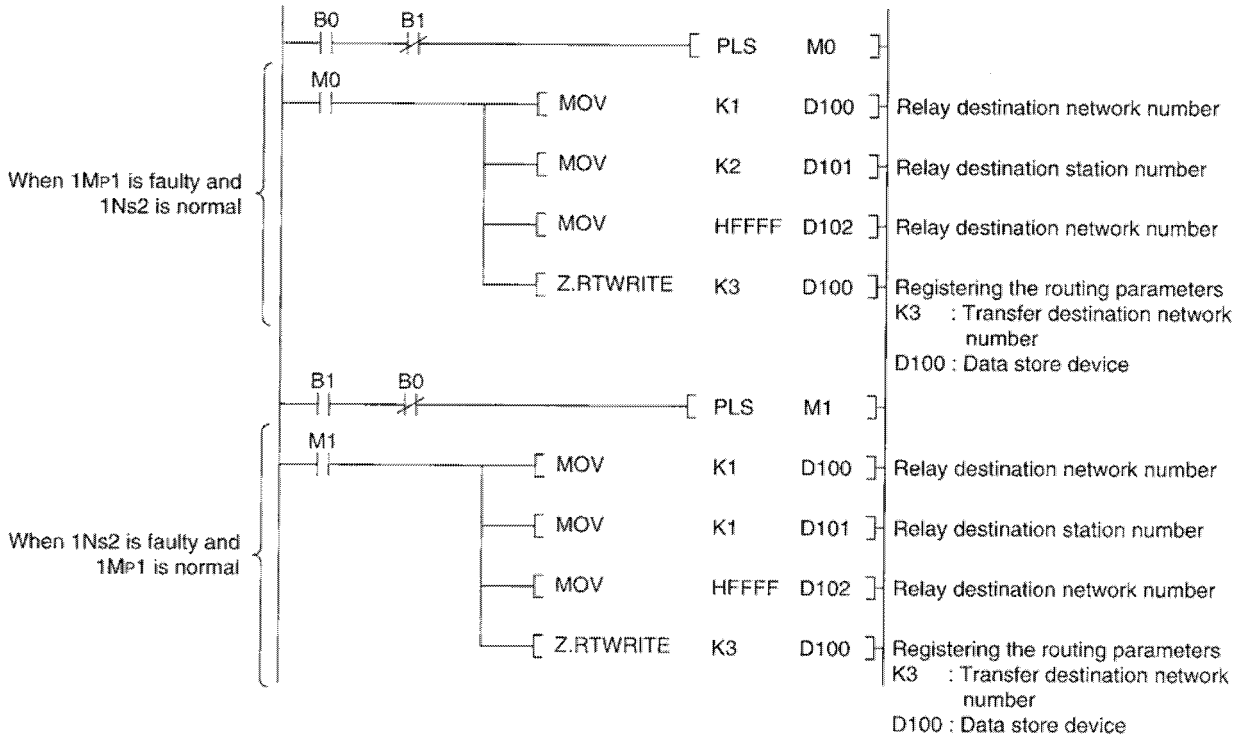 B0 B1
PLS M0
M0
MOV K1 D100 Relay destination network number
MOV K2 D101 Relay destination station number
When 1MP1 is faulty and
1Ns2 is normal
MOV HFFFF D102 Relay destination network number
Z.RTWRITE K3 D100 Registering the routing parameters
K3 : Transfer destination network
number
D100 : Data store device
B1 B0
PLS M1
M1
MOV K1 D100 Relay destination network number
MOV K1 D101 Relay destination station number
When 1Ns2 is faulty and
1MP1 is normal
MOV HFFFF D102 Relay destination network number
Z.RTWRITE K3 D100 Registering the routing parameters
K3 : Transfer destination network
number
D100 : Data store device